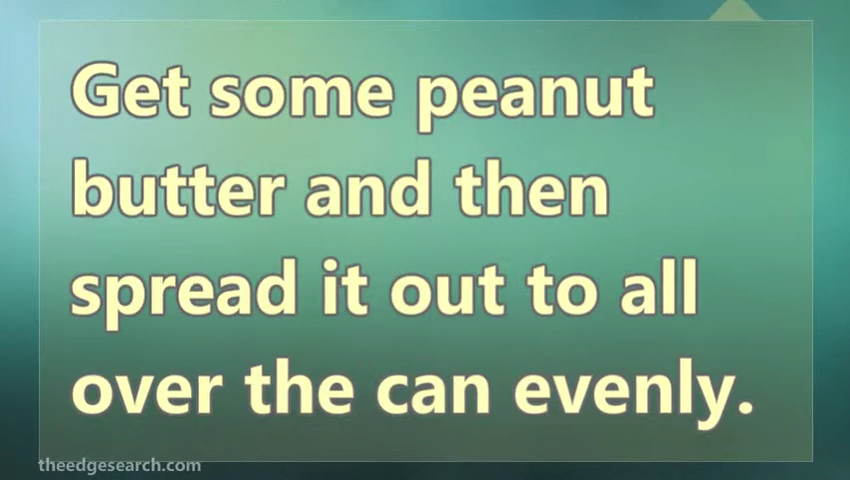 Get some peanut
butter and then
spread it out to all
over the can evenly.
theedgesearch.com